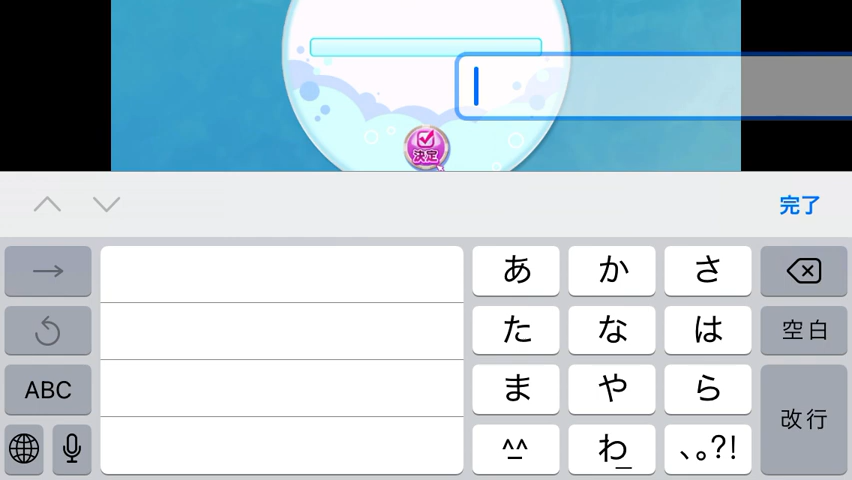 決定
完了
あ か さ
た な は 空白
ABC ま や ら
改行
^^ わ_ 、。?!